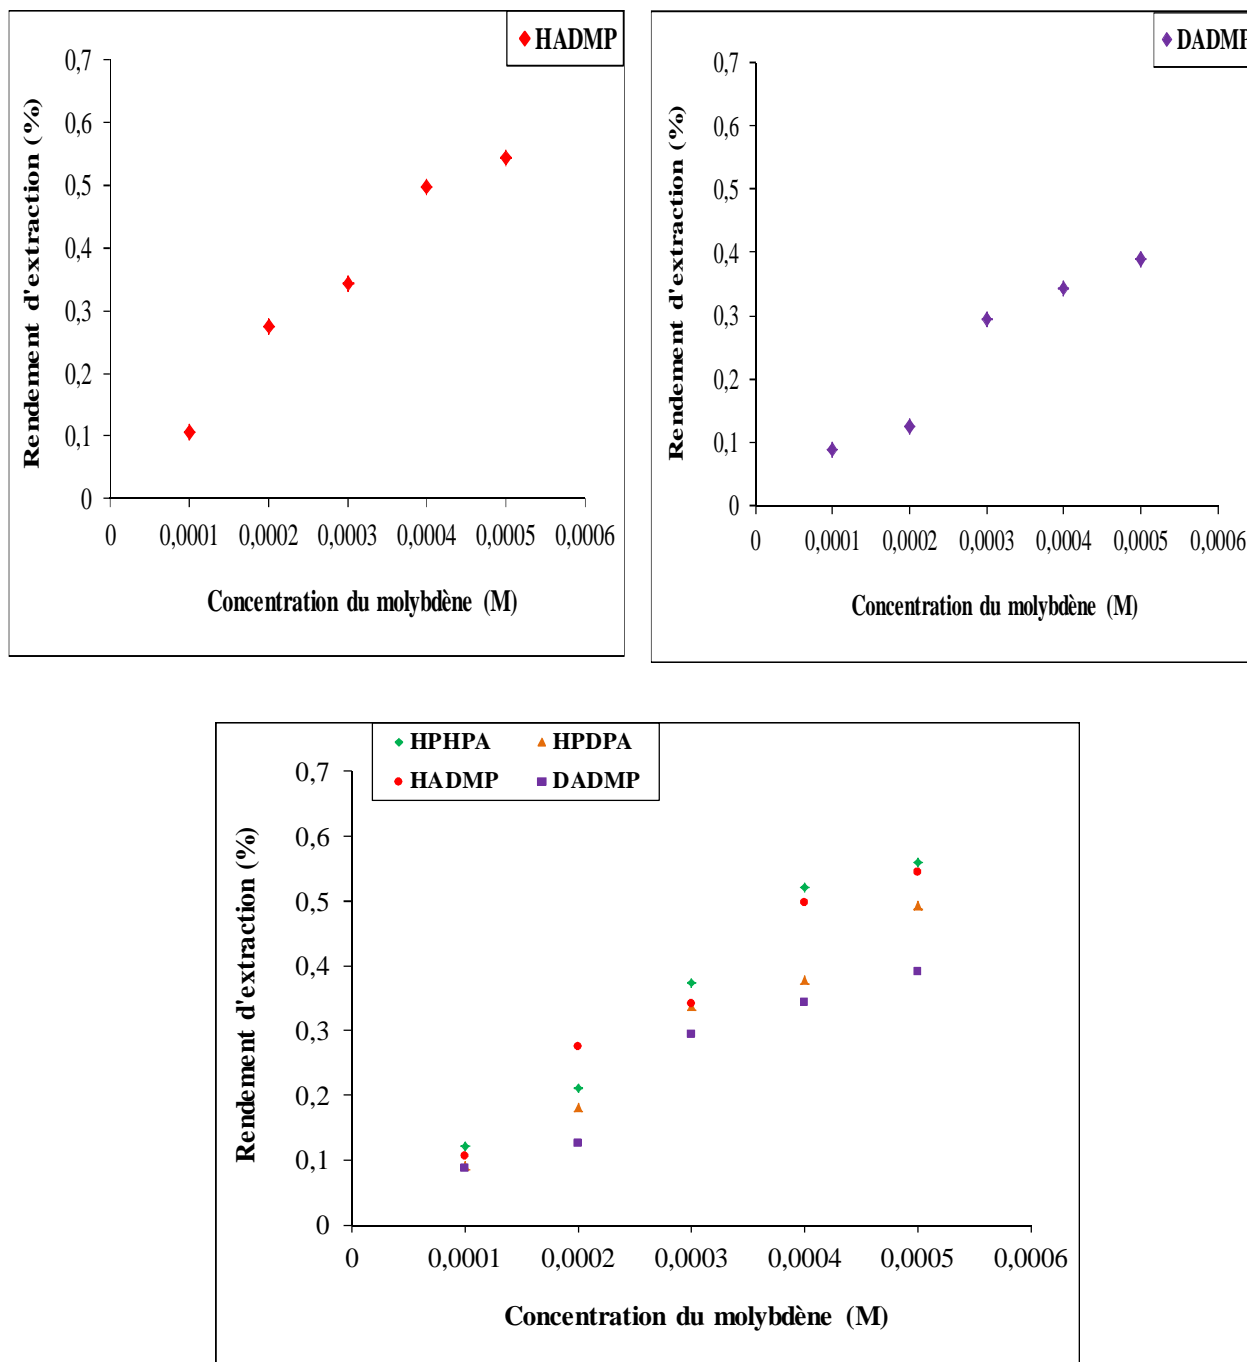 HADMP
0,7
0,6
0,5
0,4
0,3
0,2
0,1
0
0 0,0001 0,0002 0,0003 0,0004 0,0005 0,0006
Rendement d'extraction (%)
Concentration du molybdène (M)
DADMP
0,7
0,6
0,5
0,4
0,3
0,2
0,1
0
0 0,0001 0,0002 0,0003 0,0004 0,0005 0,0006
Rendement d'extraction (%)
Concentration du molybdène (M)
HPHPA HPDPA
HADMP DADMP
0,7
0,6
0,5
0,4
0,3
0,2
0,1
0
0 0,0001 0,0002 0,0003 0,0004 0,0005 0,0006
Rendement d'extraction (%)
Concentration du molybdène (M)